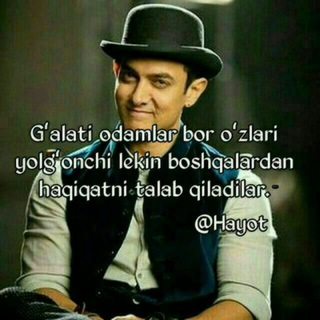 G'alati odamlar bor o'zlari
yolg'onchi lekin boshqalardan
haqiqatni talab qiladilar.
@Hayot